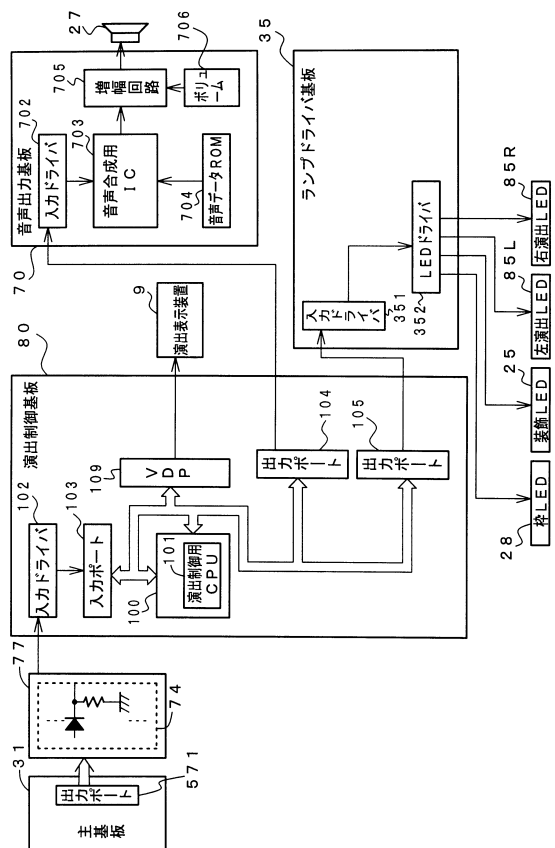 31
主基板
出力ポート
571
77
74
80
演出制御基板
102
入力ドライバ
103
入力ポート
109
VDP
100
101
演出制御用
CPU
出力ポート
104
出力ポート
105
9
演出表示装置
70
音声出力基板
702
入力ドライバ
703
音声合成用
IC
704
音声データROM
705
増幅
回路
706
ボリュ
ーム
27
35
ランプドライバ基板
入力
ドライバ
351
LEDドライバ
352
28
枠LED
25
装飾LED
85L
左演出LED
85R
右演出LED